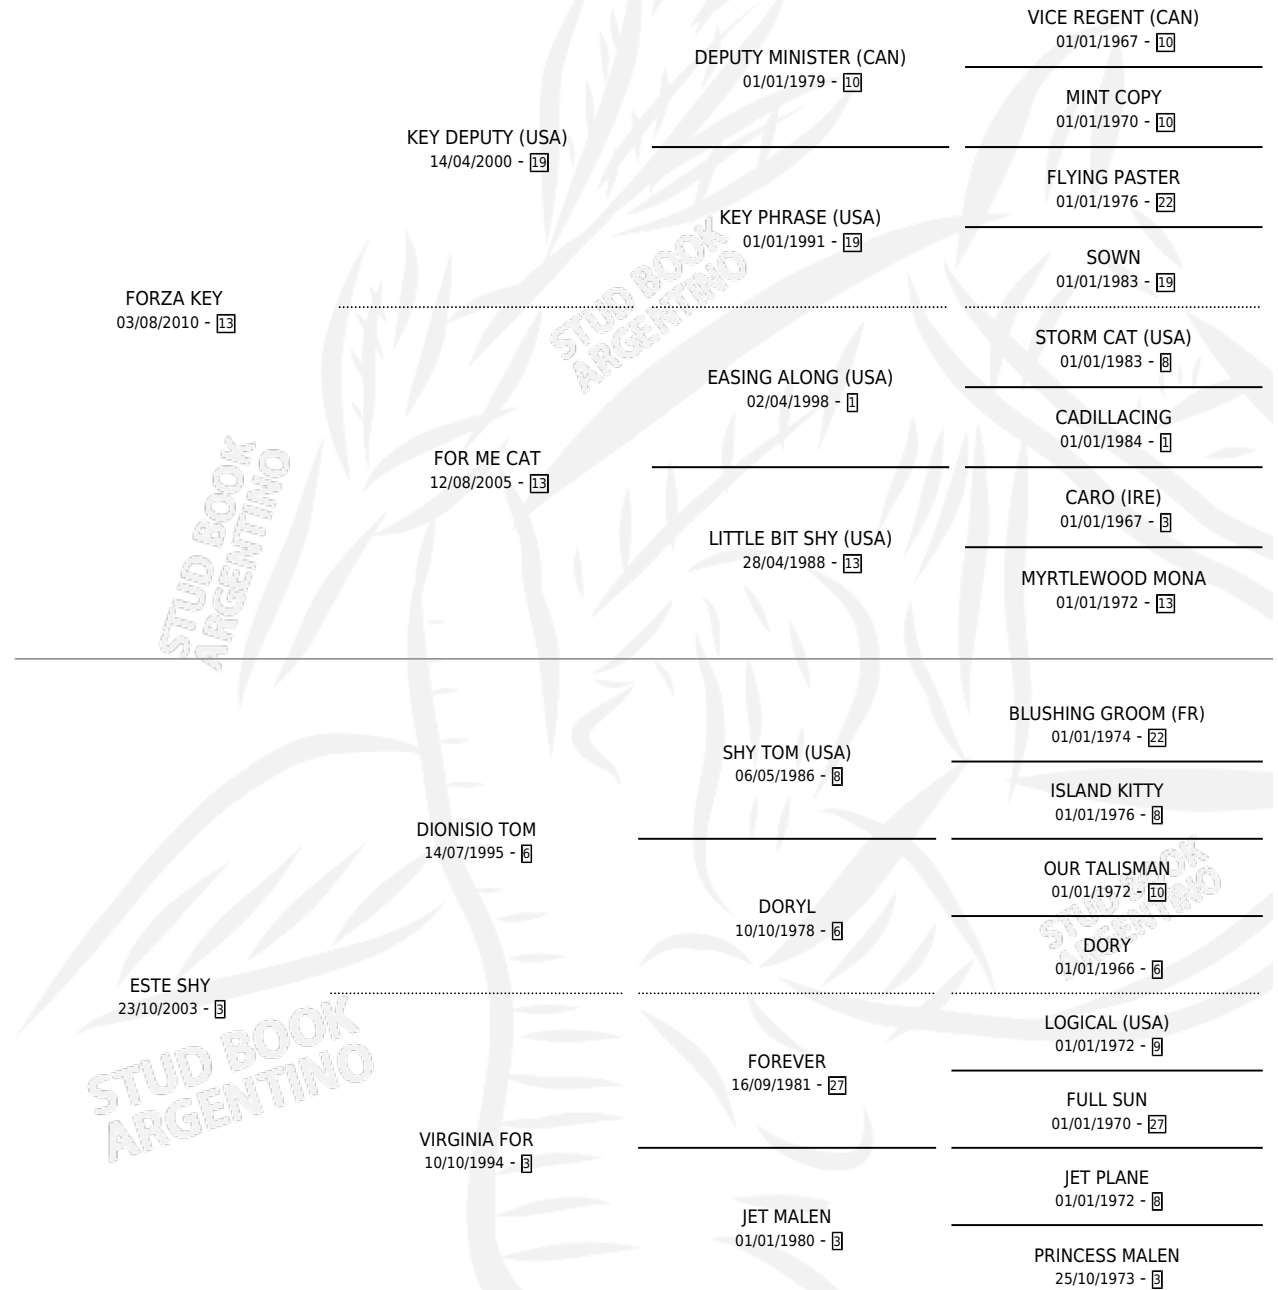 VICE REGENT (CAN)
01/01/1967 - 10
DEPUTY MINISTER (CAN)
01/01/1979 - 10
MINT COPY
01/01/1970 - 10
KEY DEPUTY (USA)
14/04/2000 - 19
FLYING PASTER
01/01/1976 - 22
KEY PHRASE (USA)
01/01/1991 - 19
SOWN
01/01/1983 - 19
FORZA KEY
03/08/2010 - 13
STORM CAT (USA)
01/01/1983 - 8
EASING ALONG (USA)
02/04/1998 - 1
CADILLACING
01/01/1984 - 1
FOR ME CAT
12/08/2005 - 13
CARO (IRE)
01/01/1967 - 3
LITTLE BIT SHY (USA)
28/04/1988 - 13
MYRTLEWOOD MONA
01/01/1972 - 13
BLUSHING GROOM (FR)
01/01/1974 - 22
SHY TOM (USA)
06/05/1986 - 8
ISLAND KITTY
01/01/1976 - 8
DIONISIO TOM
14/07/1995 - 6
OUR TALISMAN
01/01/1972 - 10
DORYL
10/10/1978 - 6
DORY
01/01/1966 - 6
ESTE SHY
23/10/2003 - 3
LOGICAL (USA)
01/01/1972 - 9
FOREVER
16/09/1981 - 27
FULL SUN
01/01/1970 - 27
VIRGINIA FOR
10/10/1994 - 3
JET PLANE
01/01/1972 - 8
JET MALEN
01/01/1980 - 3
PRINCESS MALEN
25/10/1973 - 3
STUD BOOK
ARGENTINO
STUD BOOK
ARGENTINO
STUD BOOK
ARGENTINO
STUD BOOK
ARGENTINO